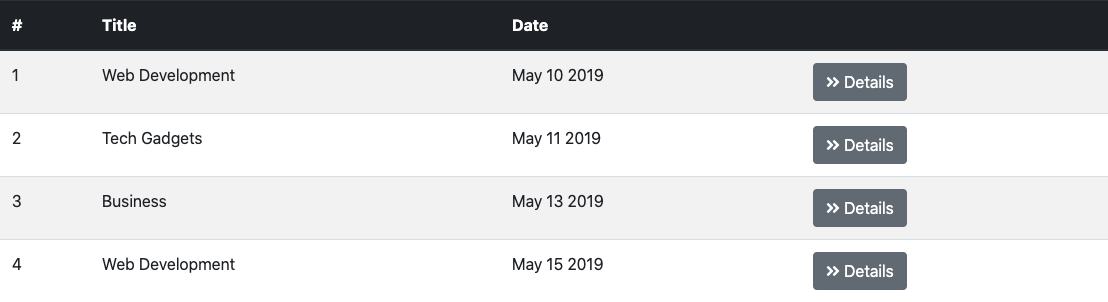 # Title Date
1 Web Development May 10 2019 » Details
2 Tech Gadgets May 11 2019 » Details
3 Business May 13 2019 » Details
4 Web Development May 15 2019 » Details